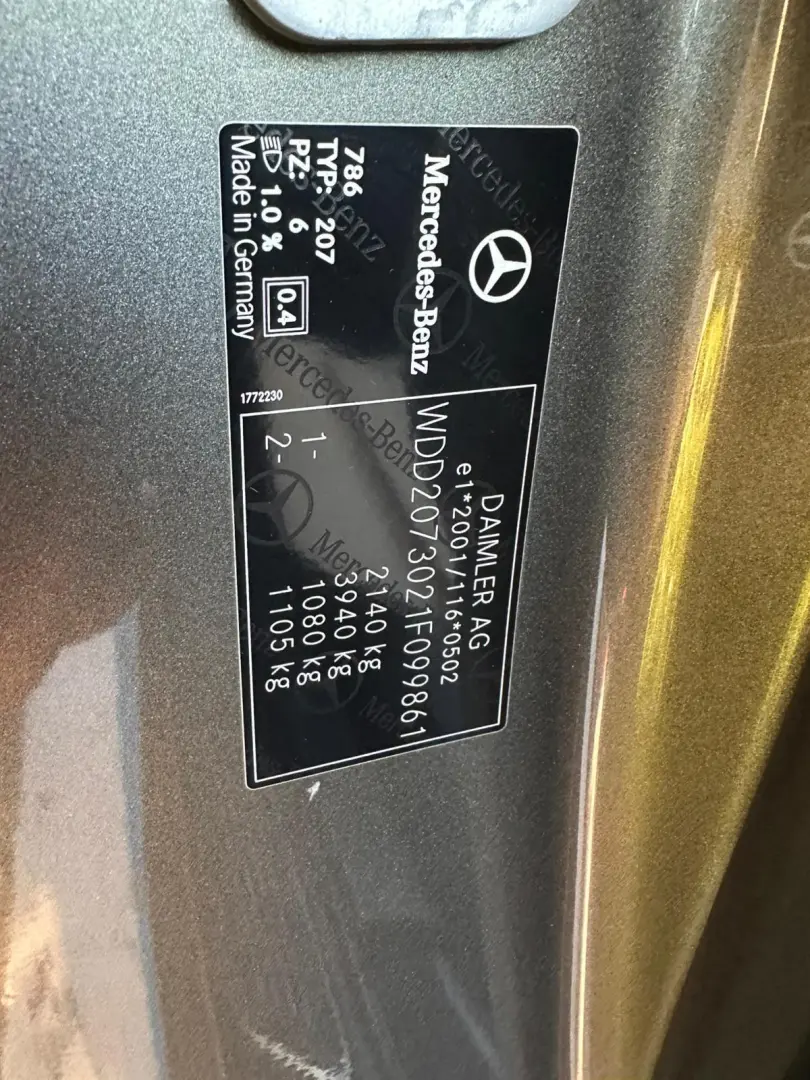 Mercedes-Benz
786
TYP: 207
PZ: 6
1.0 % 0.4
Made in Germany
1772230
DAIMLER AG
e1*2001/116*0502
WDD2073021F099861
2140 kg
3940 kg
1- 1080 kg
2- 1105 kg